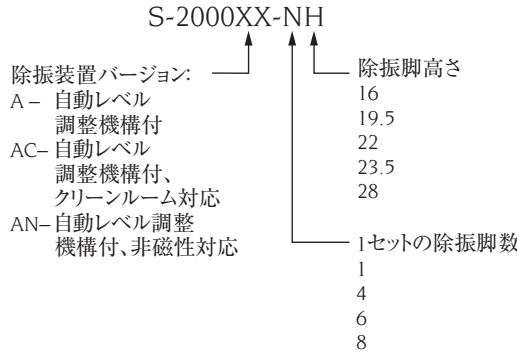 S-2000XX-NH
除振装置バージョン:
A – 自動レベル
調整機構付
AC– 自動レベル
調整機構付、
クリーンルーム対応
AN– 自動レベル調整
機構付、非磁性対応
除振脚高さ
16
19.5
22
23.5
28
1セットの除振脚数
1
4
6
8